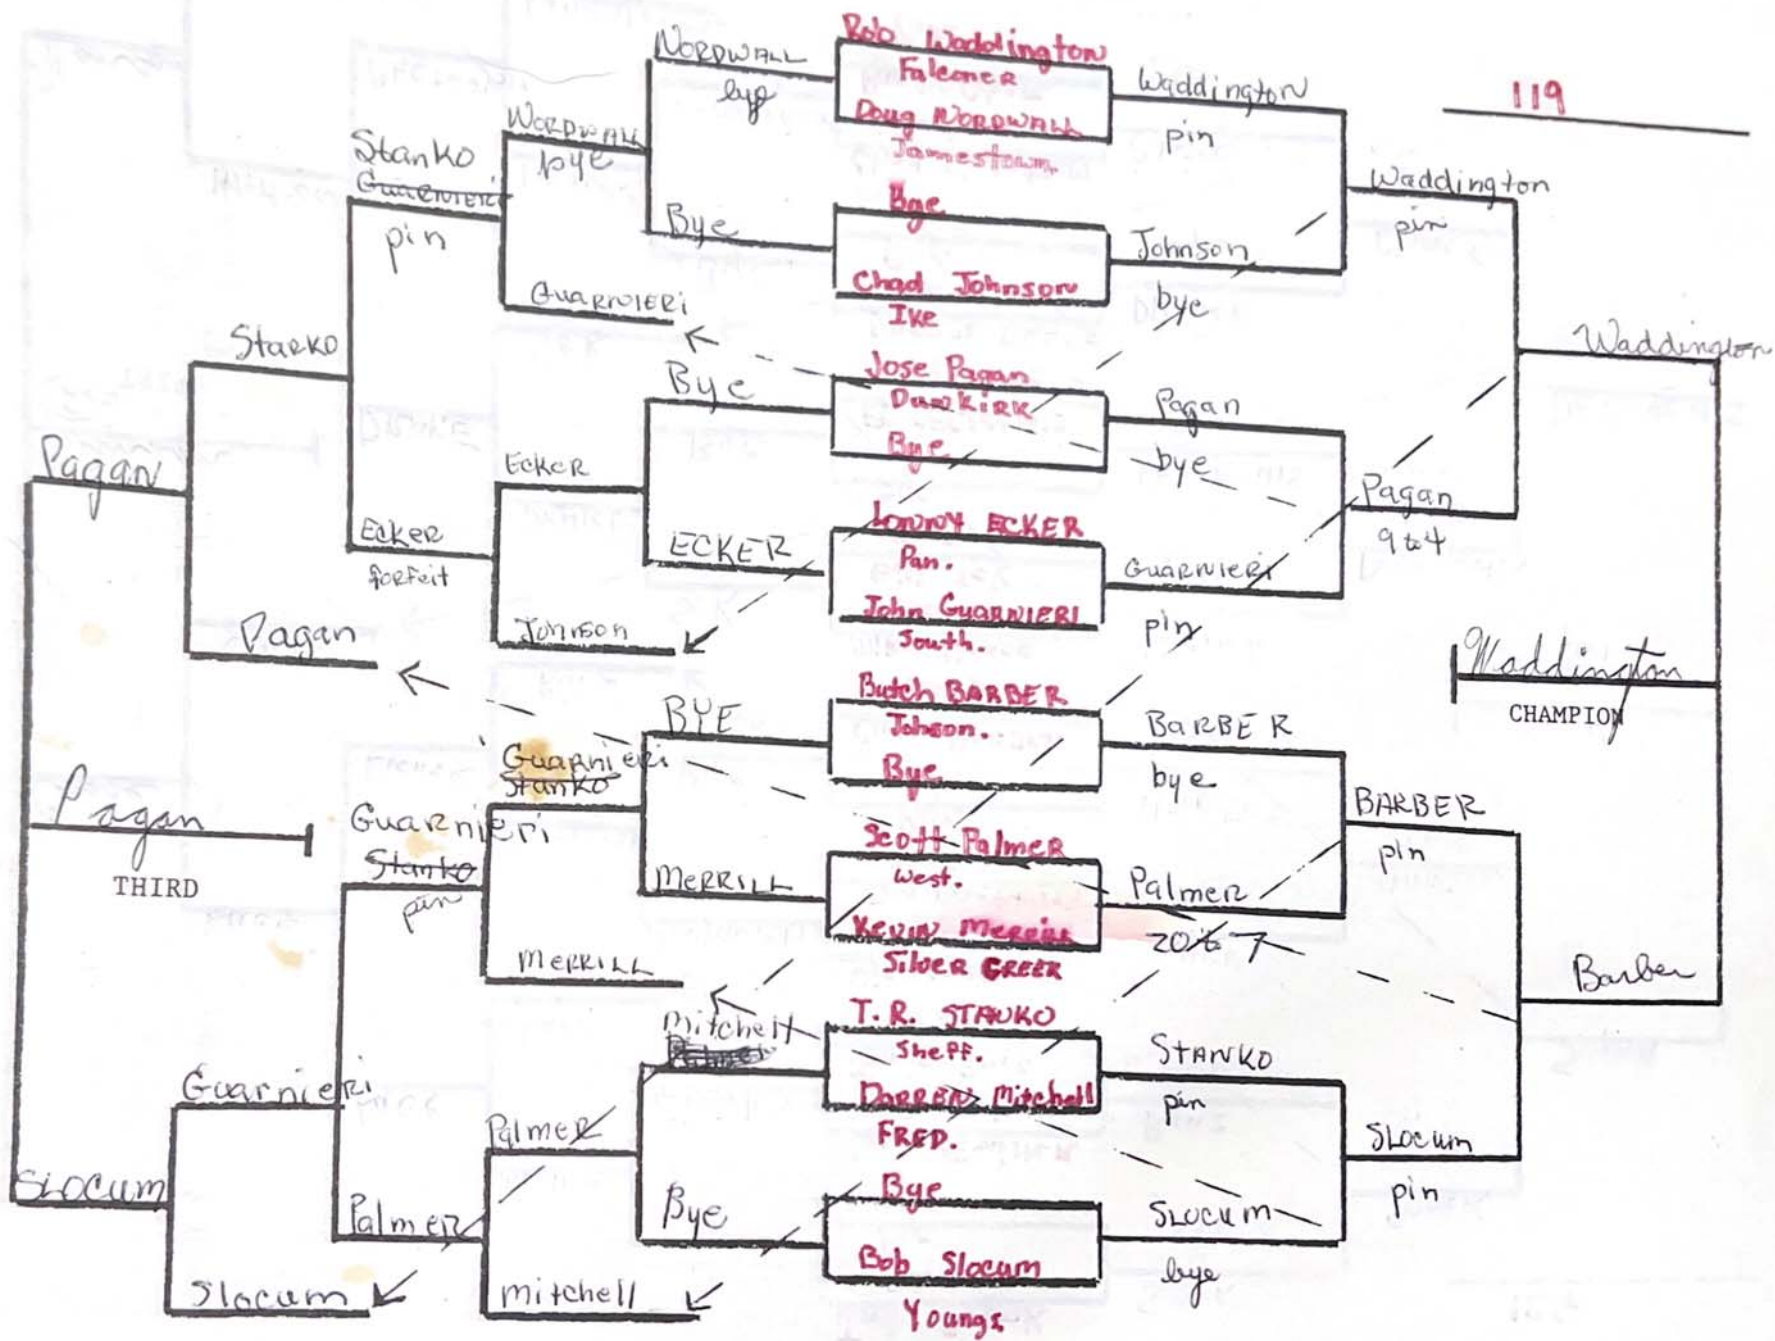 119
Rob Waddington
Falconer
Doug NORDWALL
Jamestown
Bye
Chad Johnson
Ike
Jose Pagan
Dunkirk
Bye
Lonny ECKER
Pan.
John GUARNIERI
South.
Butch BARBER
Johson.
Bye
Scott Palmer
West.
Kevin Merrill
Silver CREEK
T.R. STANKO
Sheff.
DARREN Mitchell
FRED.
Bye
Bob Slocum
Youngs.
Waddington
pin
Johnson
bye
Pagan
bye
GUARNIERI
pin
BARBER
bye
Palmer
20 to 7
STANKO
pin
SLOCUM
bye
Waddington
pin
Pagan
9 to 4
BARBER
pin
SLOCUM
pin
Waddington
Barber
Waddington
CHAMPION
NORDWALL
bye
Bye
Bye
ECKER
BYE
MERRILL
Mitchell
Bye
NORDWALL
bye
GUARNIERI
ECKER
Johnson
Guarnieri
Stanko
MERRILL
Palmer
mitchell
Stanko
Guarnieri
pin
ECKER
forfeit
Guarnieri
Stanko
pin
Palmer
Stanko
Pagan
Guarnieri
Slocum
Pagan
SLOCUM
Pagan
THIRD